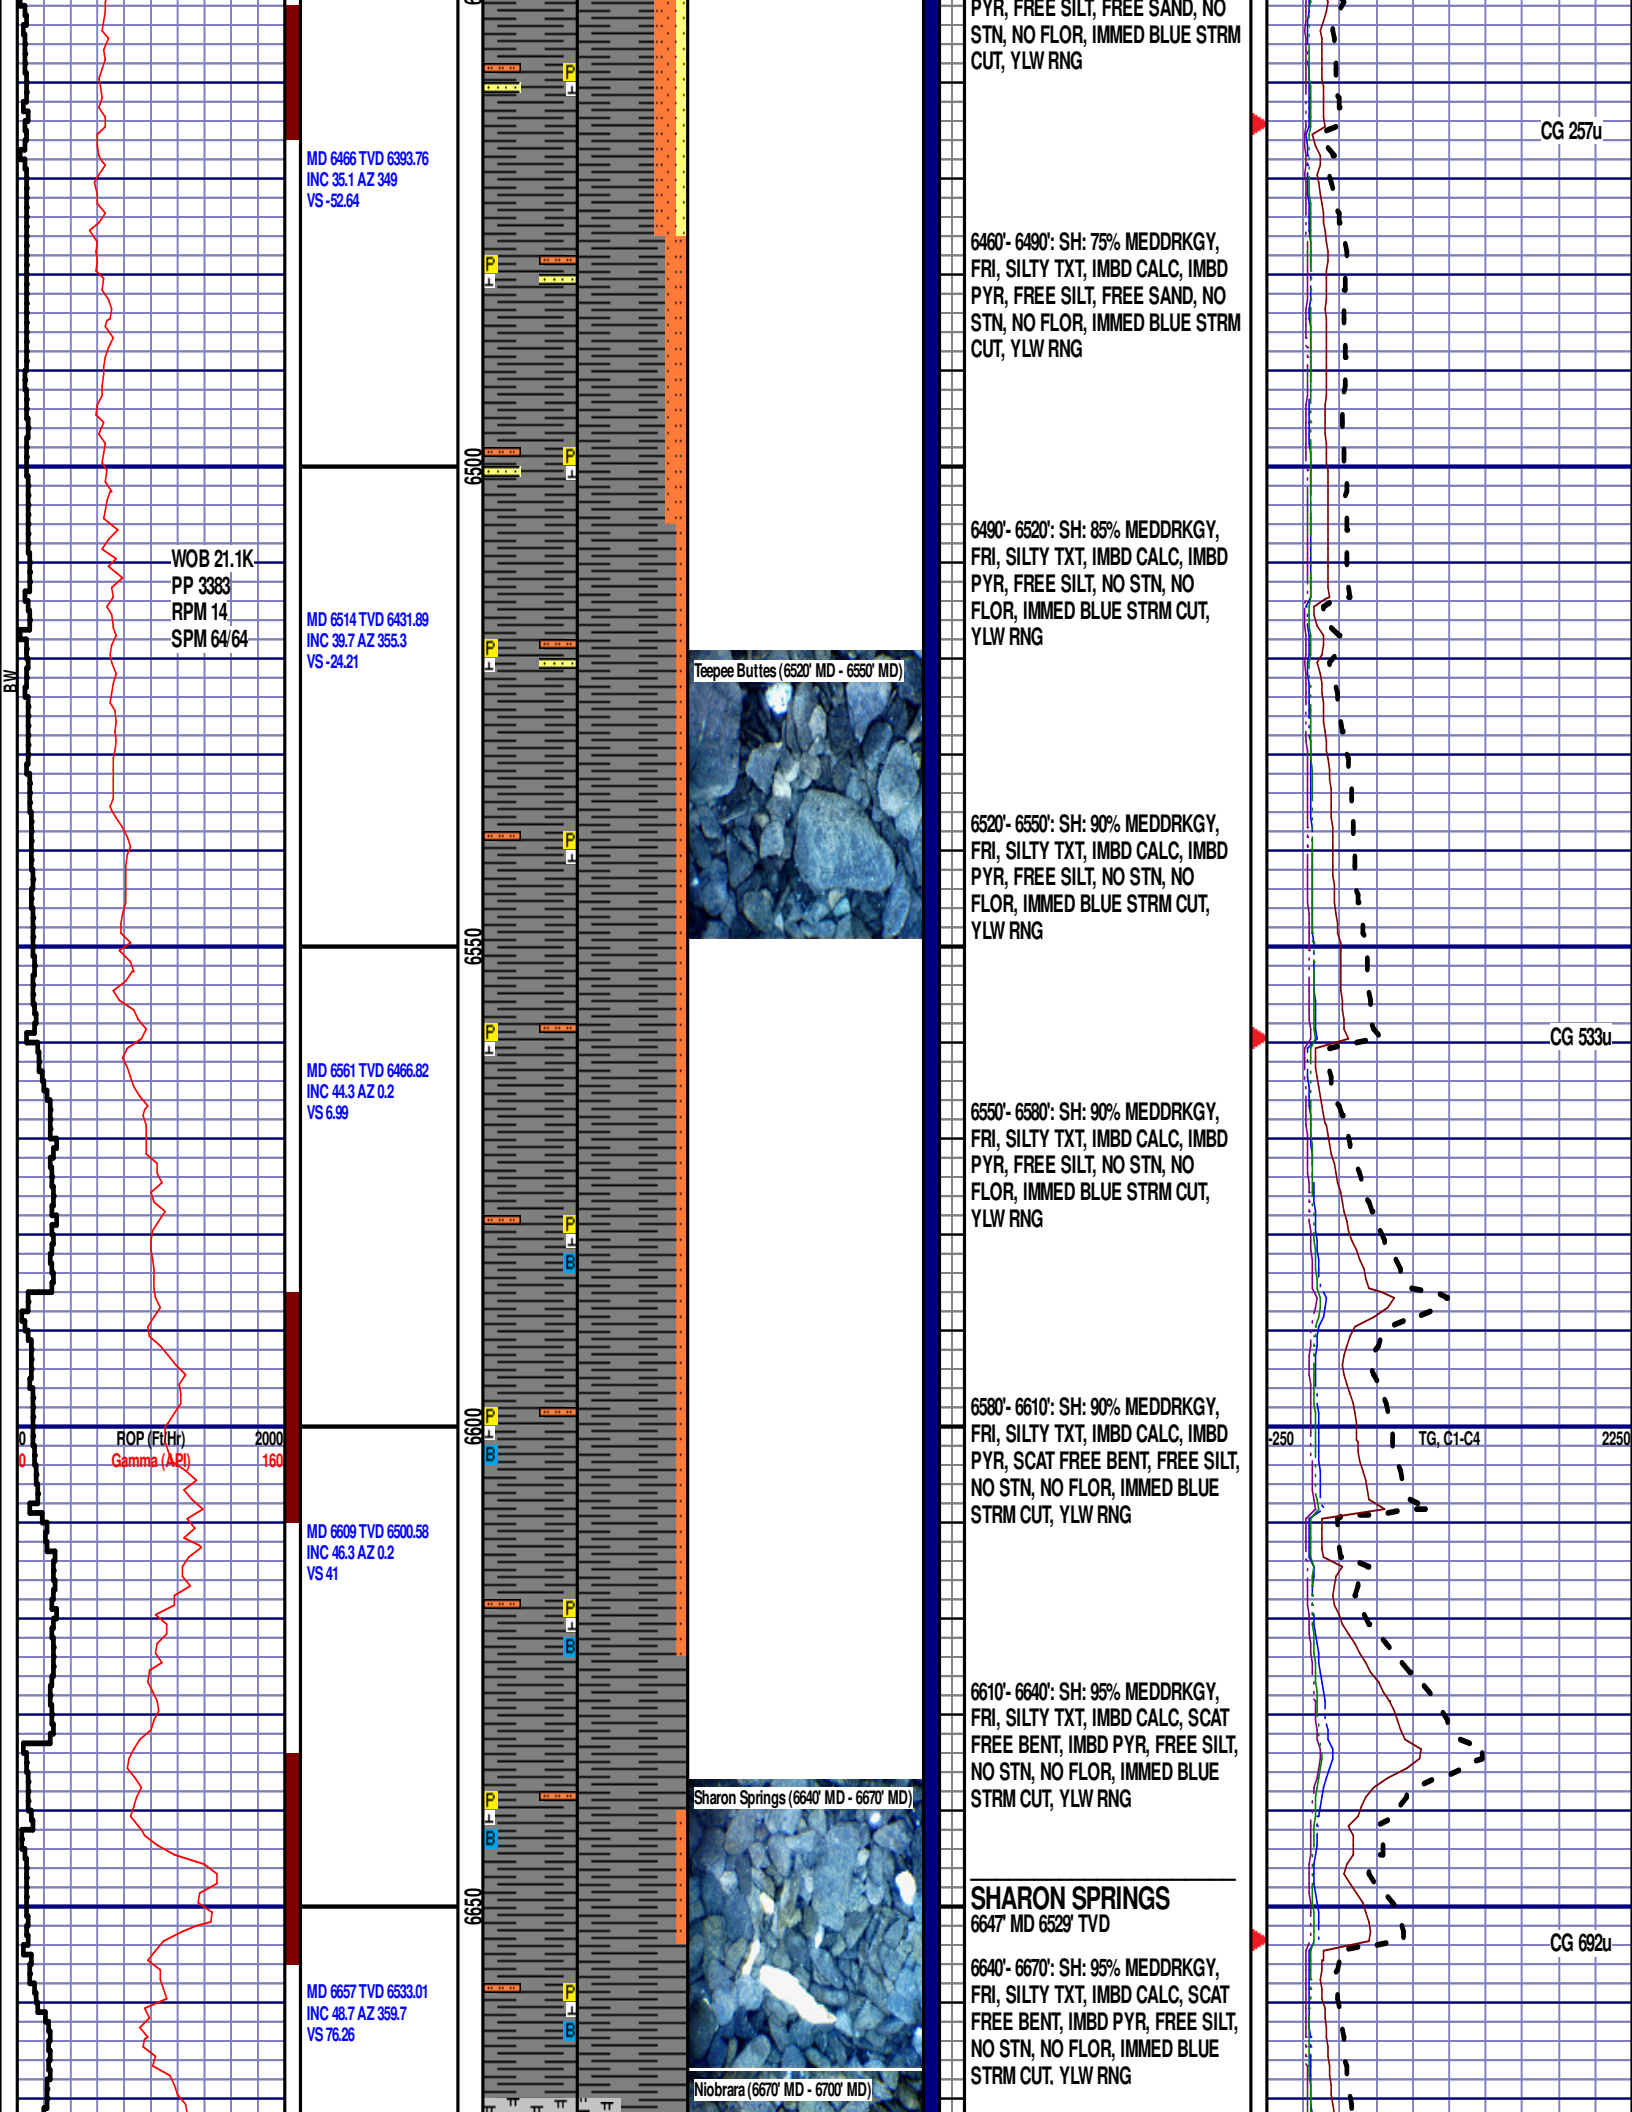 PYR, FREE SILT, FREE SAND, NO
STN, NO FLOR, IMMED BLUE STRM
CUT, YLW RNG
CG 257u
MD 6466 TVD 6393.76
INC 35.1 AZ 349
VS -52.64
6460'- 6490': SH: 75% MEDDRKGY,
FRI, SILTY TXT, IMBD CALC, IMBD
PYR, FREE SILT, FREE SAND, NO
STN, NO FLOR, IMMED BLUE STRM
CUT, YLW RNG
6500
6490'- 6520': SH: 85% MEDDRKGY,
FRI, SILTY TXT, IMBD CALC, IMBD
PYR, FREE SILT, NO STN, NO
FLOR, IMMED BLUE STRM CUT,
YLW RNG
WOB 21.1K
PP 3383
RPM 14
SPM 64/64
BW
MD 6514 TVD 6431.89
INC 39.7 AZ 355.3
VS -24.21
Teepee Buttes (6520' MD - 6550' MD)
6520'- 6550': SH: 90% MEDDRKGY,
FRI, SILTY TXT, IMBD CALC, IMBD
PYR, FREE SILT, NO STN, NO
FLOR, IMMED BLUE STRM CUT,
YLW RNG
6550
CG 533u
MD 6561 TVD 6466.82
INC 44.3 AZ 0.2
VS 6.99
6550'- 6580': SH: 90% MEDDRKGY,
FRI, SILTY TXT, IMBD CALC, IMBD
PYR, FREE SILT, NO STN, NO
FLOR, IMMED BLUE STRM CUT,
YLW RNG
6600
0 ROP (Ft/Hr) 2000
0 Gamma (API) 160
6580'- 6610': SH: 90% MEDDRKGY,
FRI, SILTY TXT, IMBD CALC, IMBD
PYR, SCAT FREE BENT, FREE SILT,
NO STN, NO FLOR, IMMED BLUE
STRM CUT, YLW RNG
-250 TG, C1-C4 2250
MD 6609 TVD 6500.58
INC 46.3 AZ 0.2
VS 41
6610'- 6640': SH: 95% MEDDRKGY,
FRI, SILTY TXT, IMBD CALC, SCAT
FREE BENT, IMBD PYR, FREE SILT,
NO STN, NO FLOR, IMMED BLUE
STRM CUT, YLW RNG
Sharon Springs (6640' MD - 6670' MD)
SHARON SPRINGS
6647' MD 6529' TVD
6650
CG 692u
MD 6657 TVD 6533.01
INC 48.7 AZ 359.7
VS 76.26
6640'- 6670': SH: 95% MEDDRKGY,
FRI, SILTY TXT, IMBD CALC, SCAT
FREE BENT, IMBD PYR, FREE SILT,
NO STN, NO FLOR, IMMED BLUE
STRM CUT, YLW RNG
Niobrara (6670' MD - 6700' MD)
P
P
P
P
P
P
P
B
P
B
P
B
P
B
P
B